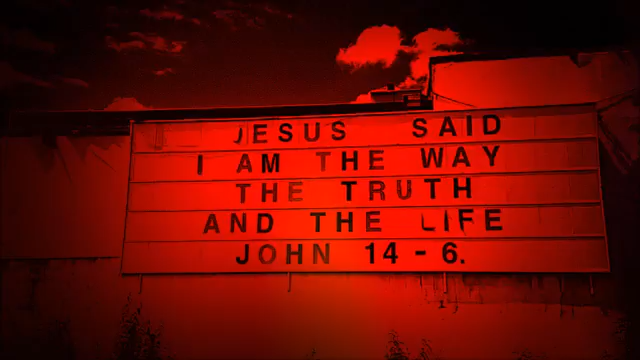 JESUS SAID
I AM THE WAY
THE TRUTH
AND THE LIFE
JOHN 14 - 6.